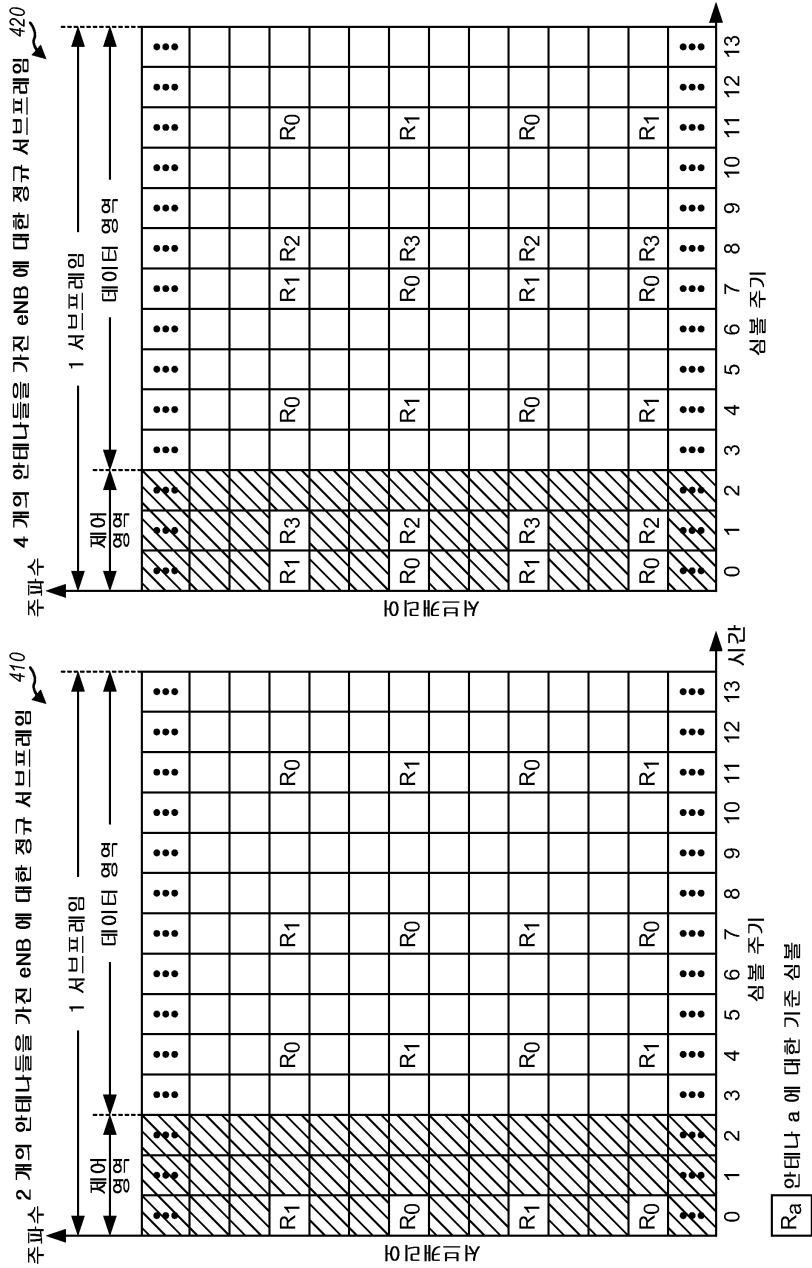 2 개의 안테나들을 가진 eNB 에 대한 정규 서브프레임 410
주파수
1 서브프레임
제어 영역
데이터 영역
서브캐리어
R1 R0 R1 R0
R0 R1 R0 R1
R1 R0 R1 R0
R0 R1 R0 R1
0 1 2 3 4 5 6 7 8 9 10 11 12 13
시간
심볼 주기
4 개의 안테나들을 가진 eNB 에 대한 정규 서브프레임 420
주파수
1 서브프레임
제어 영역
데이터 영역
서브캐리어
R1 R3 R0 R1 R2 R0
R0 R2 R1 R0 R3 R1
R1 R3 R0 R1 R2 R0
R0 R2 R1 R0 R3 R1
0 1 2 3 4 5 6 7 8 9 10 11 12 13
심볼 주기
Ra 안테나 a 에 대한 기준 심볼